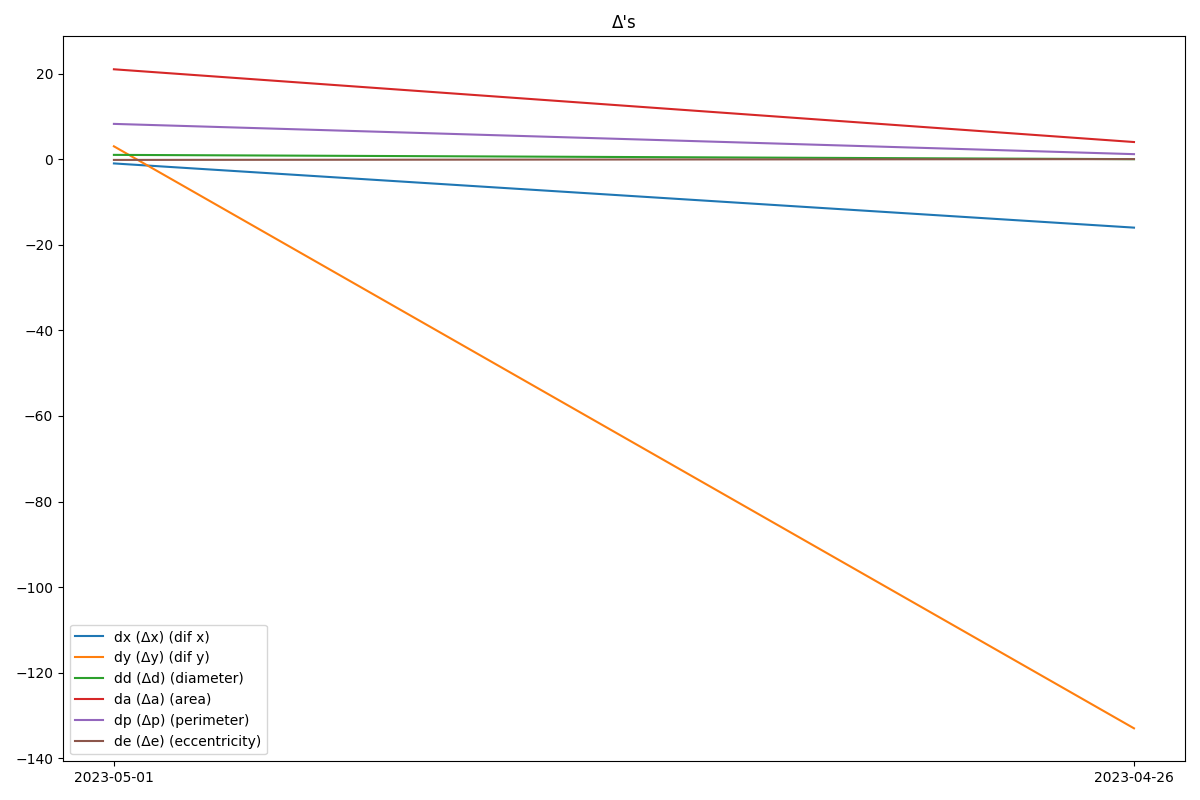 Δ's
20
0
−20
−40
−60
−80
−100
−120
−140
dx (Δx) (dif x)
dy (Δy) (dif y)
dd (Δd) (diameter)
da (Δa) (area)
dp (Δp) (perimeter)
de (Δe) (eccentricity)
2023-05-01 2023-04-26